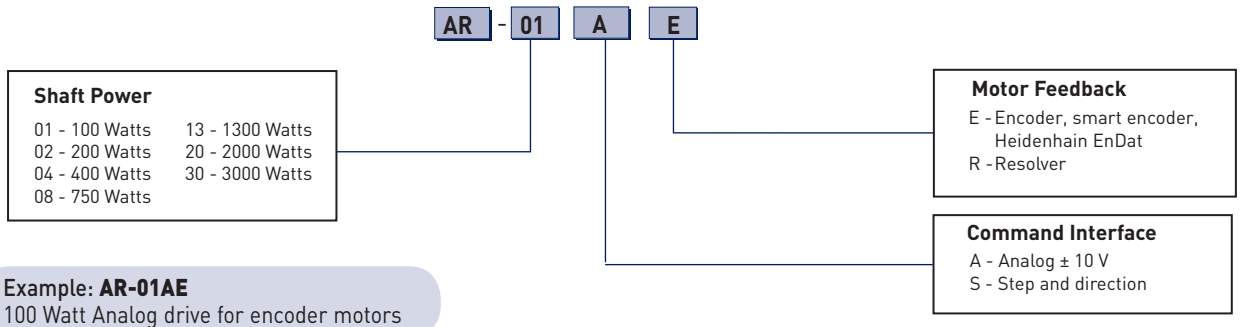 AR - 01 A E
Shaft Power
01 - 100 Watts 13 - 1300 Watts
02 - 200 Watts 20 - 2000 Watts
04 - 400 Watts 30 - 3000 Watts
08 - 750 Watts
Motor Feedback
E - Encoder, smart encoder,
Heidenhain EnDat
R - Resolver
Command Interface
A - Analog ± 10 V
S - Step and direction
Example: AR-01AE
100 Watt Analog drive for encoder motors